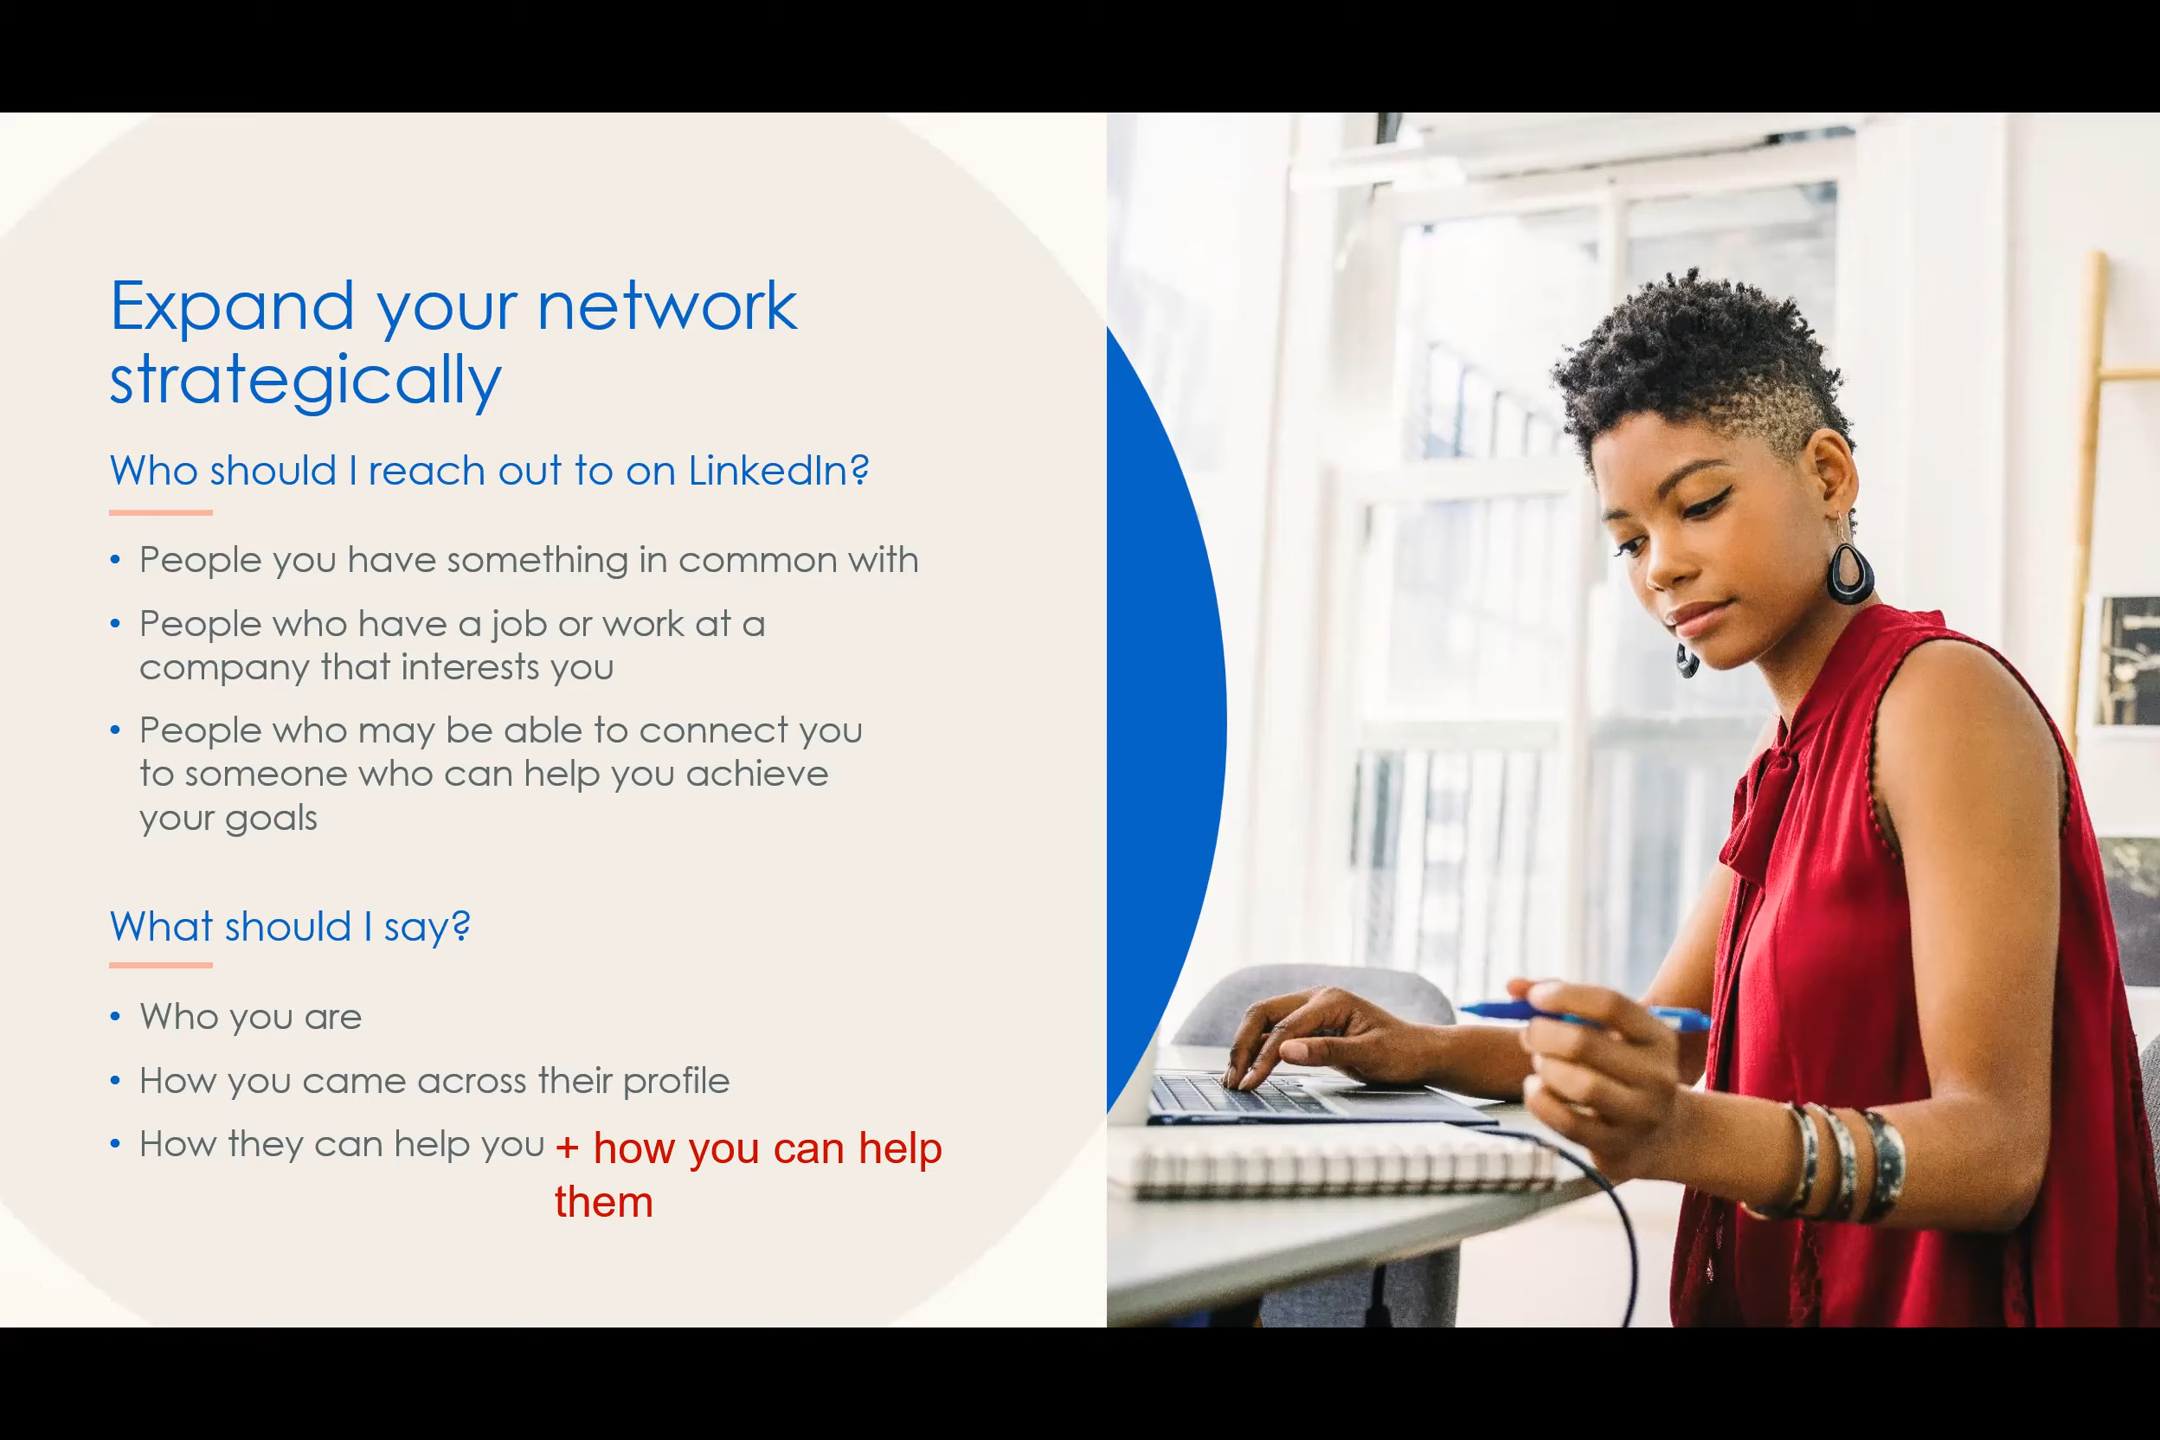 Expand your network
strategically
Who should I reach out to on LinkedIn?
• People you have something in common with
• People who have a job or work at a
company that interests you
• People who may be able to connect you
to someone who can help you achieve
your goals
What should I say?
• Who you are
• How you came across their profile
• How they can help you + how you can help
them